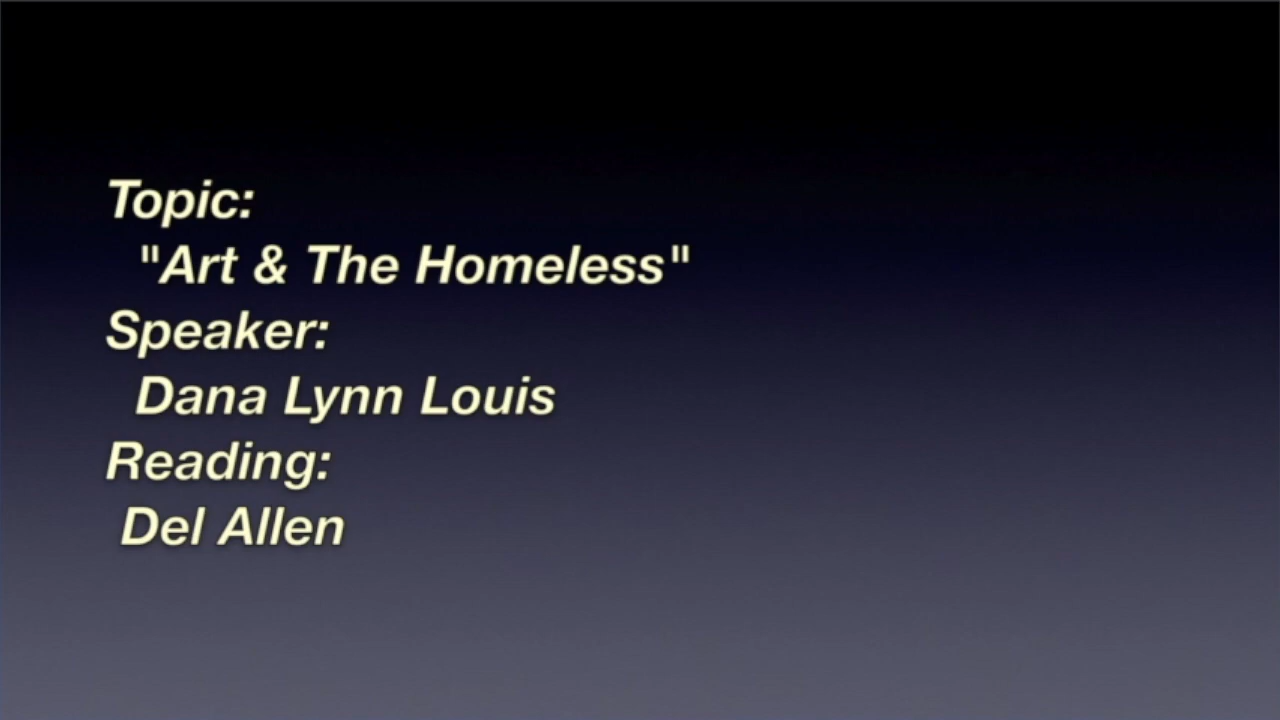 Topic:
"Art & The Homeless"
Speaker:
Dana Lynn Louis
Reading:
Del Allen